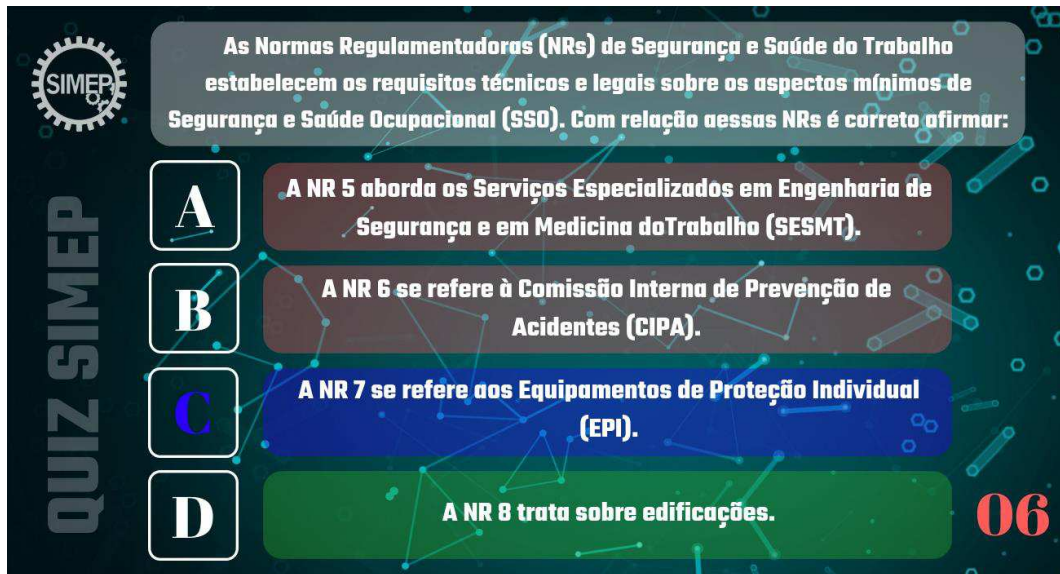 SIMEP
As Normas Regulamentadoras (NRs) de Segurança e Saúde do Trabalho
estabelecem os requisitos técnicos e legais sobre os aspectos mínimos de
Segurança e Saúde Ocupacional (SSO). Com relação aessas NRs é correto afirmar:
QUIZ SIMEP
A
A NR 5 aborda os Serviços Especializados em Engenharia de
Segurança e em Medicina doTrabalho (SESMT).
B
A NR 6 se refere à Comissão Interna de Prevenção de
Acidentes (CIPA).
C
A NR 7 se refere aos Equipamentos de Proteção Individual
(EPI).
D
A NR 8 trata sobre edificações.
06